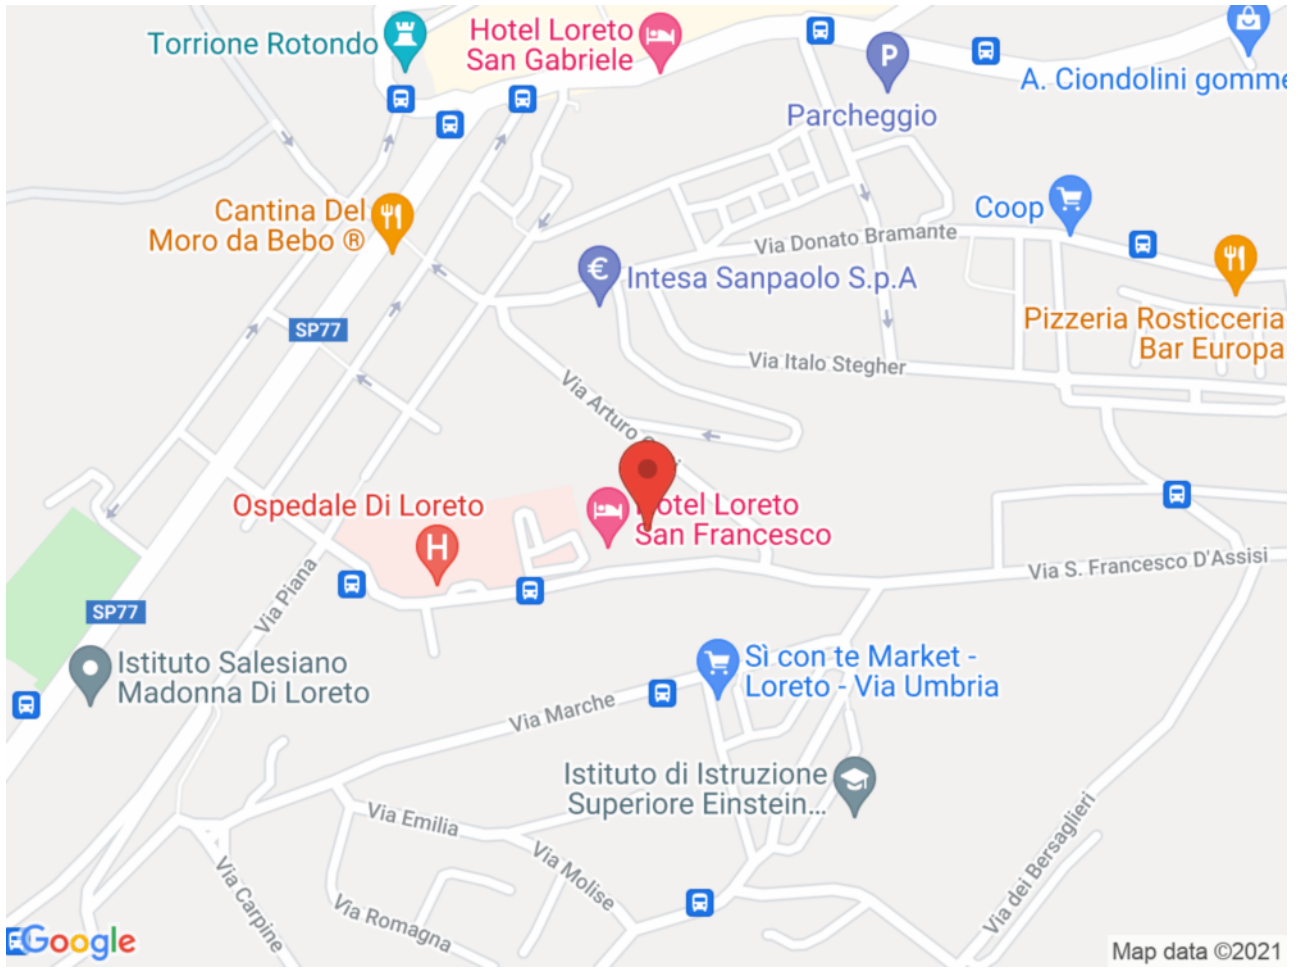 Torrione Rotondo
Hotel Loreto
San Gabriele
P
Parcheggio
A. Ciondolini gomme
Cantina Del
Moro da Bebo ®
Coop
Via Donato Bramante
€
Intesa Sanpaolo S.p.A
Pizzeria Rosticceria
Bar Europa
SP77
Via Italo Stegher
Via Arturo
Ospedale Di Loreto
H
Hotel Loreto
San Francesco
Via S. Francesco D'Assisi
Via Piana
SP77
Istituto Salesiano
Madonna Di Loreto
Sì con te Market -
Loreto - Via Umbria
Via Marche
Istituto di Istruzione
Superiore Einstein...
Via Emilia
Via Molise
Via dei Bersaglieri
Via Carpine
Via Romagna
Google
Map data ©2021